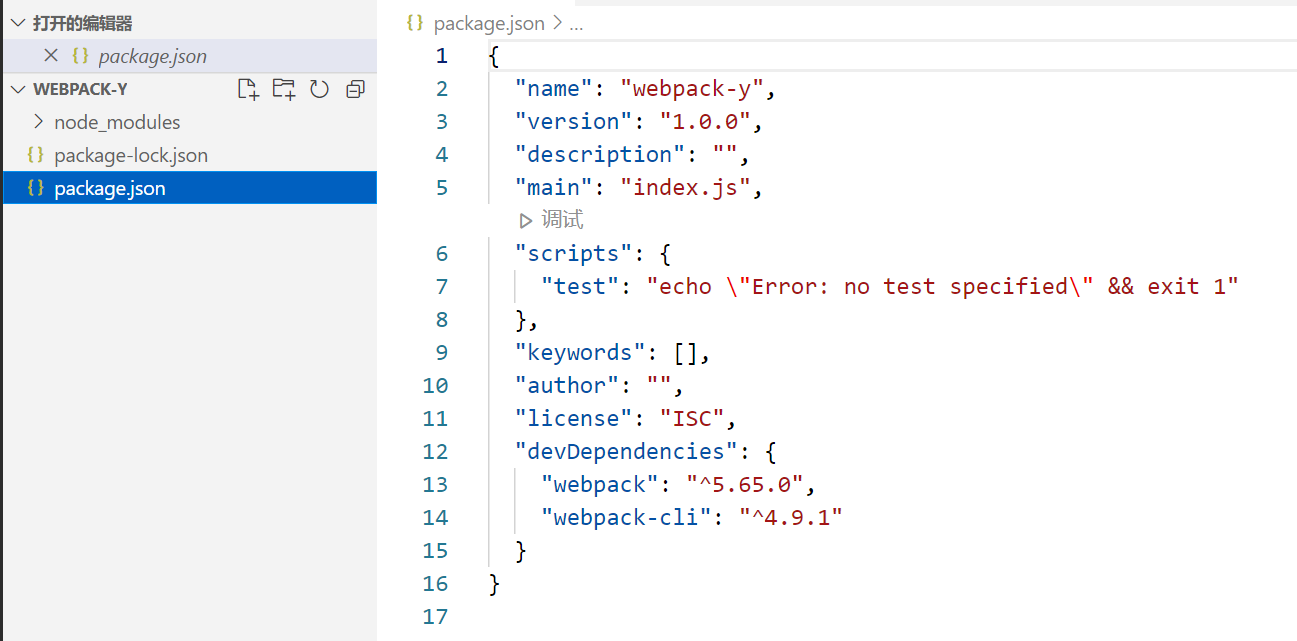 打开的编辑器
package.json
WEBPACK-Y
node_modules
package-lock.json
package.json
package.json > ...
1 {
2 "name": "webpack-y",
3 "version": "1.0.0",
4 "description": "",
5 "main": "index.js",
调试
6 "scripts": {
7 "test": "echo \"Error: no test specified\" && exit 1"
8 },
9 "keywords": [],
10 "author": "",
11 "license": "ISC",
12 "devDependencies": {
13 "webpack": "^5.65.0",
14 "webpack-cli": "^4.9.1"
15 }
16 }
17